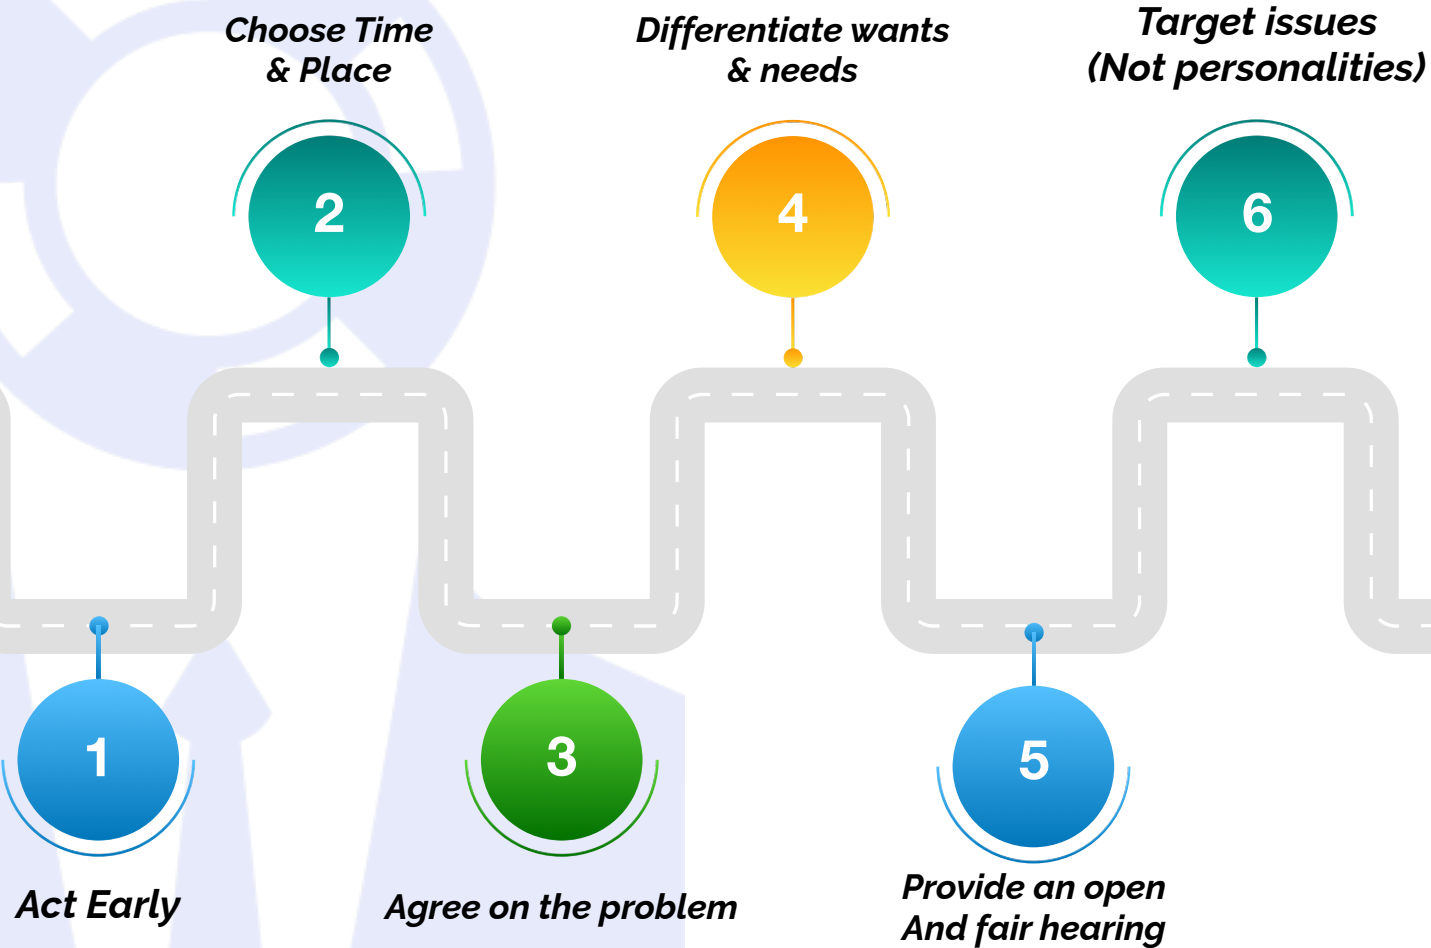 Choose Time
& Place
Differentiate wants
& needs
Target issues
(Not personalities)
2
4
6
1
3
5
Act Early
Agree on the problem
Provide an open
And fair hearing